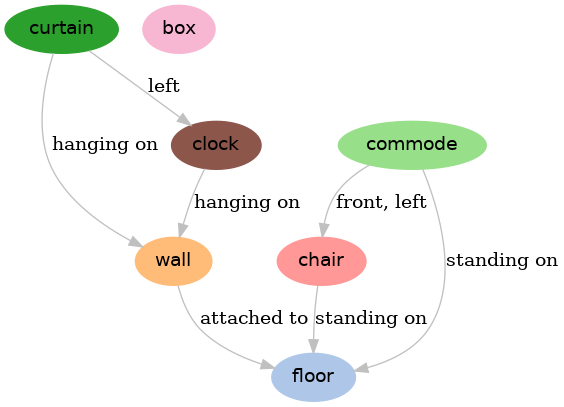 curtain
box
left
hanging on
clock
commode
hanging on
front, left
wall
chair
standing on
attached to
standing on
floor